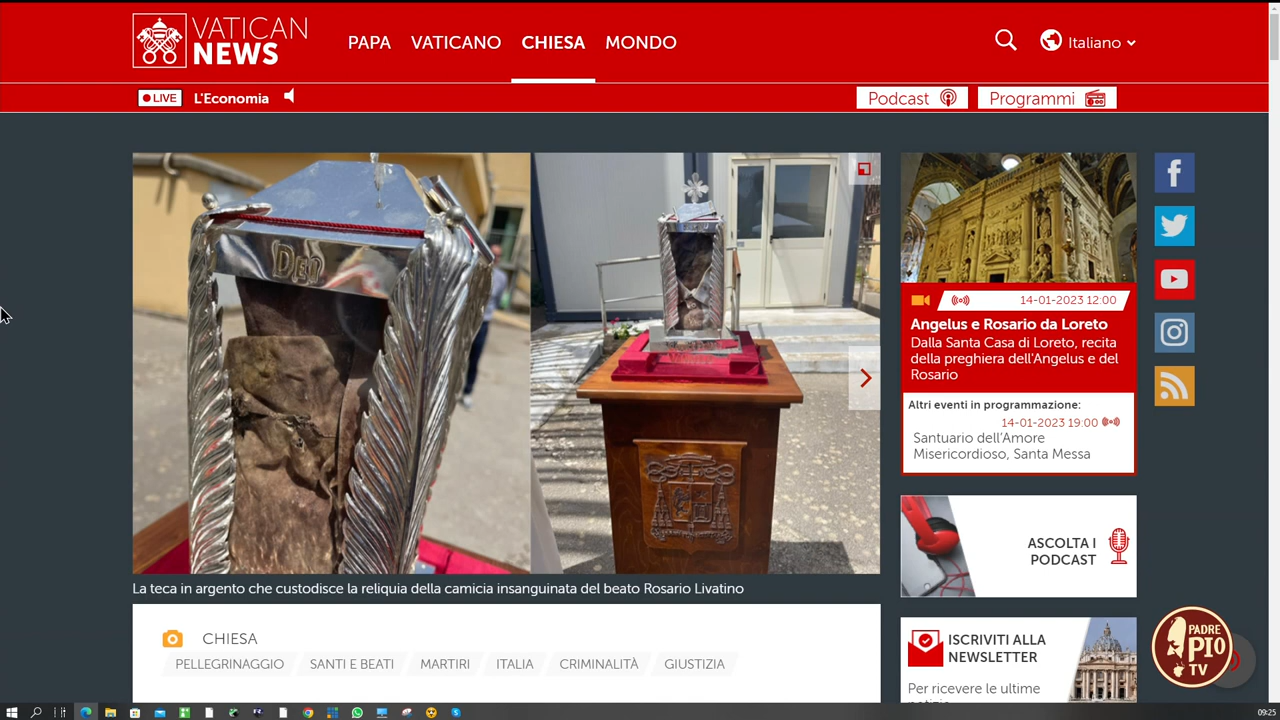 VATICAN
NEWS
PAPA VATICANO CHIESA MONDO
Italiano
LIVE L'Economia
Podcast Programmi
DEO
La teca in argento che custodisce la reliquia della camicia insanguinata del beato Rosario Livatino
CHIESA
PELLEGRINAGGIO SANTI E BEATI MARTIRI ITALIA CRIMINALITÀ GIUSTIZIA
14-01-2023 12:00
Angelus e Rosario da Loreto
Dalla Santa Casa di Loreto, recita
della preghiera dell'Angelus e del
Rosario
Altri eventi in programmazione:
14-01-2023 19:00
Santuario dell'Amore
Misericordioso, Santa Messa
ASCOLTA I
PODCAST
ISCRIVITI ALLA
NEWSLETTER
Per ricevere le ultime
PADRE
PIO
TV
09:25